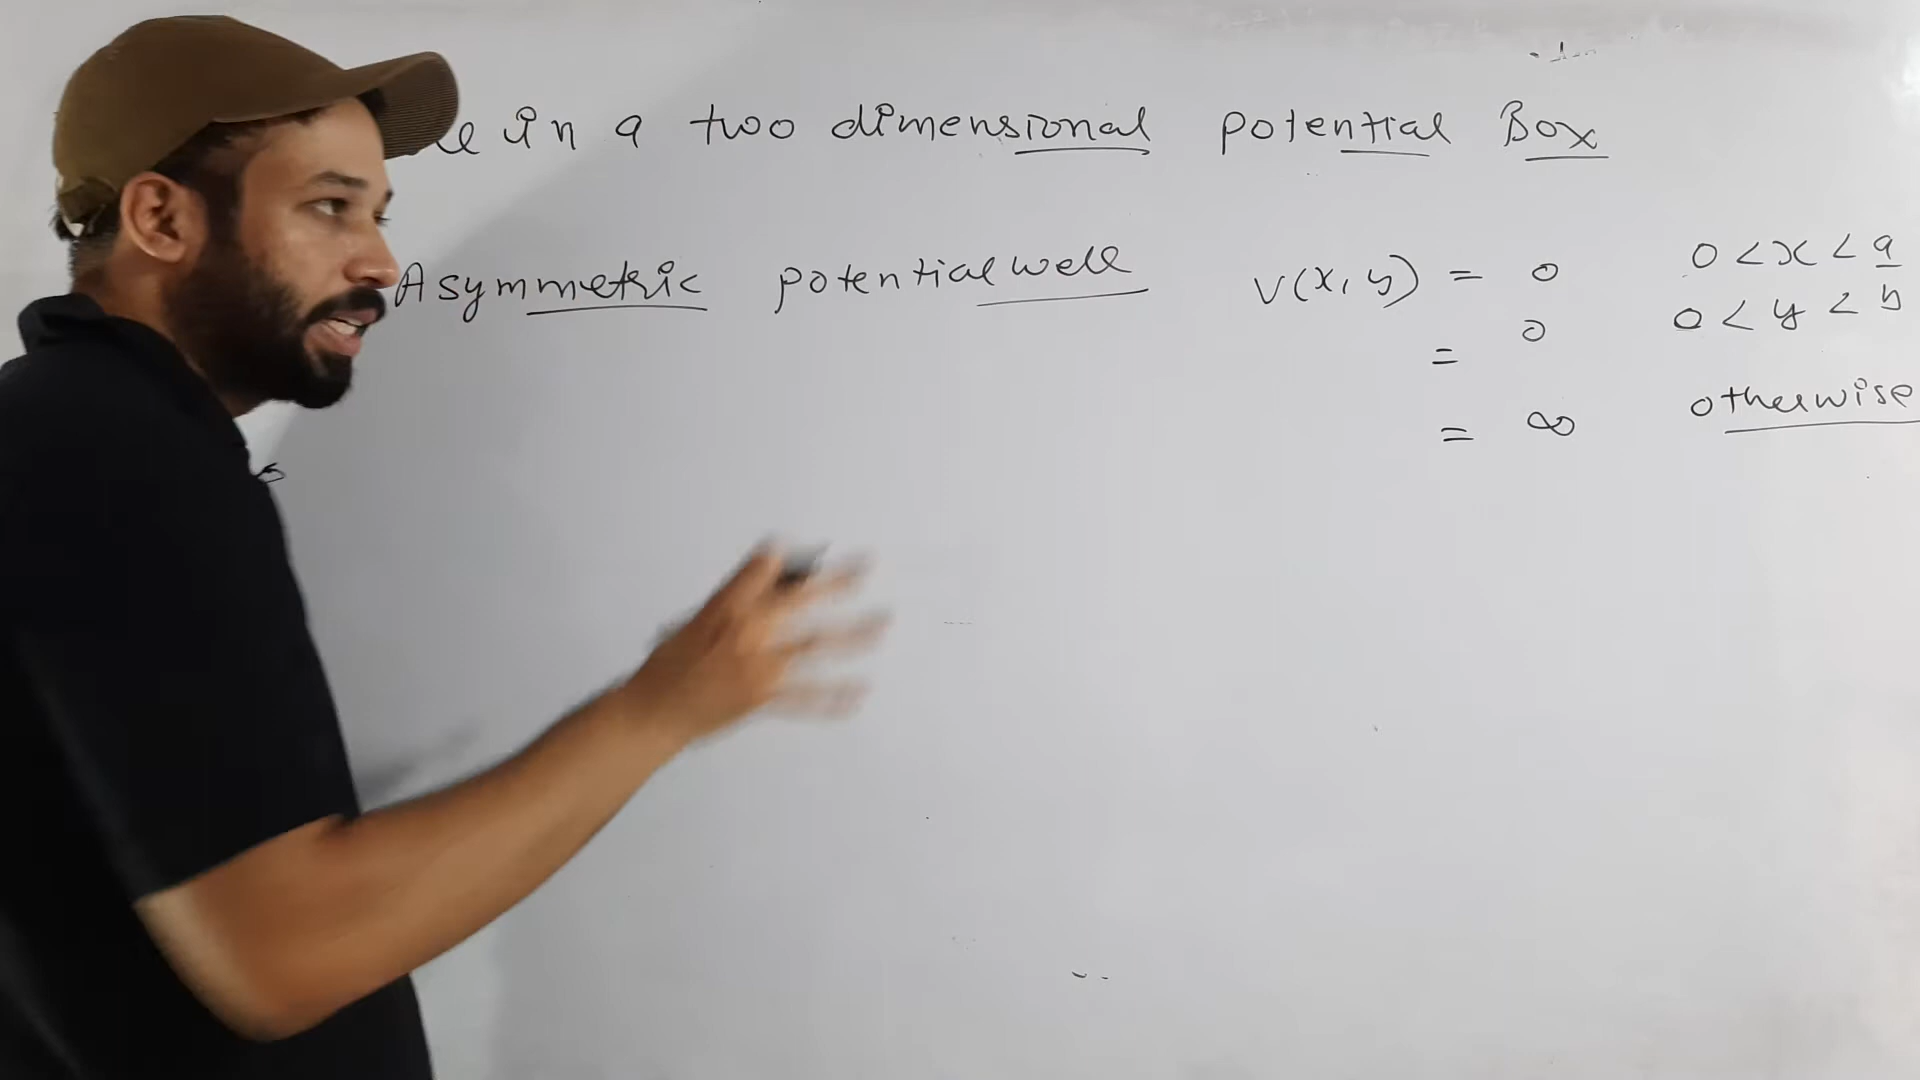 in a two dimensional potential Box
Asymmetric potential well V(x, y) = 0 0 < x < a
= 0 0 < y < b
= ∞ otherwise